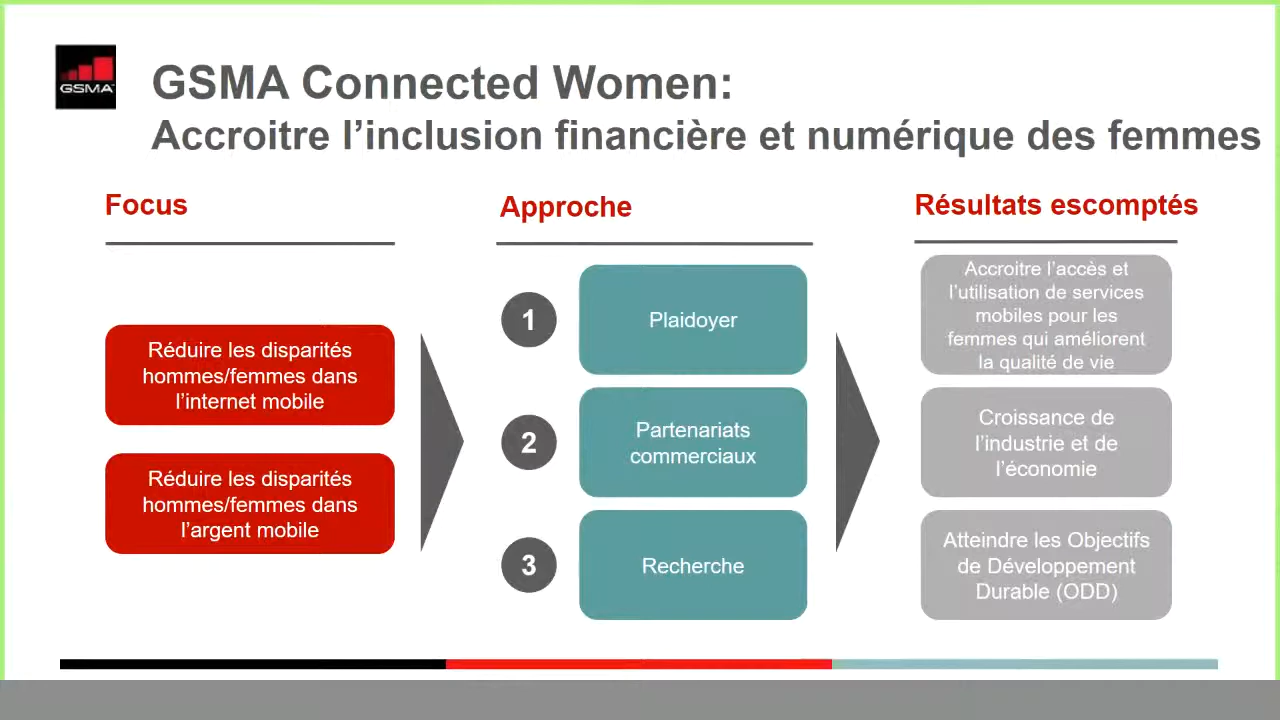 GSMA
GSMA Connected Women:
Accroitre l’inclusion financière et numérique des femmes
Focus
Réduire les disparités
hommes/femmes dans
l’internet mobile
Réduire les disparités
hommes/femmes dans
l’argent mobile
Approche
1
Plaidoyer
2
Partenariats
commerciaux
3
Recherche
Résultats escomptés
Accroitre l’accès et
l’utilisation de services
mobiles pour les
femmes qui améliorent
la qualité de vie
Croissance de
l’industrie et de
l’économie
Atteindre les Objectifs
de Développement
Durable (ODD)